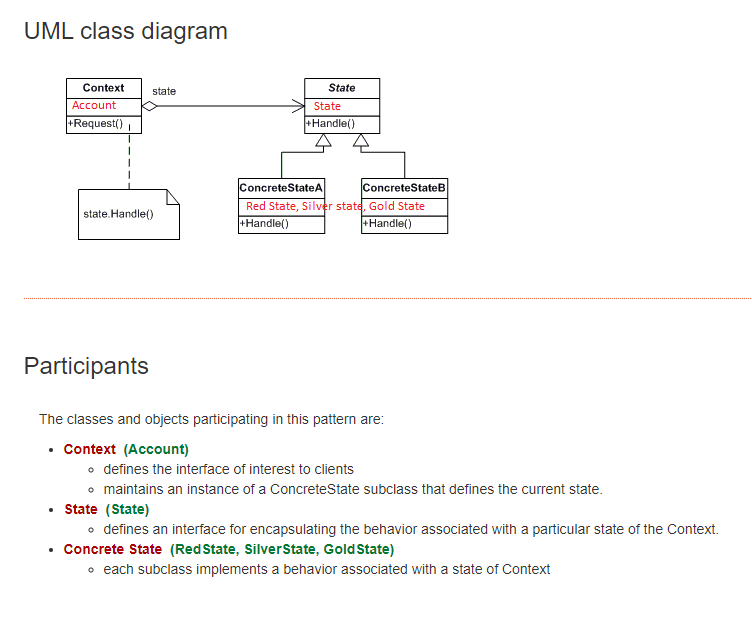 UML class diagram
Context
state
State
Account
State
+Request()
+Handle()
ConcreteStateA
ConcreteStateB
state.Handle()
Red State, Silver state, Gold State
+Handle()
+Handle()
Participants
The classes and objects participating in this pattern are:
• Context (Account)
○ defines the interface of interest to clients
○ maintains an instance of a ConcreteState subclass that defines the current state.
• State (State)
○ defines an interface for encapsulating the behavior associated with a particular state of the Context.
• Concrete State (RedState, SilverState, GoldState)
○ each subclass implements a behavior associated with a state of Context